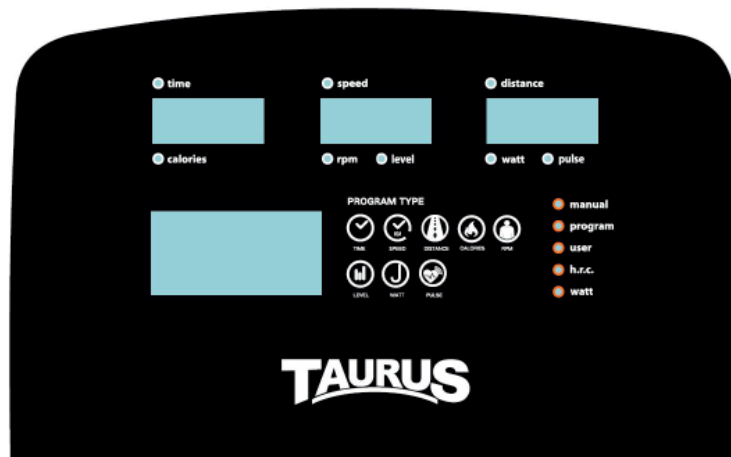 time speed distance
calories rpm level watt pulse
PROGRAM TYPE
TIME SPEED DISTANCE CALORIES RPM
LEVEL WATT PULSE
manual
program
user
h.r.c.
watt
TAURUS